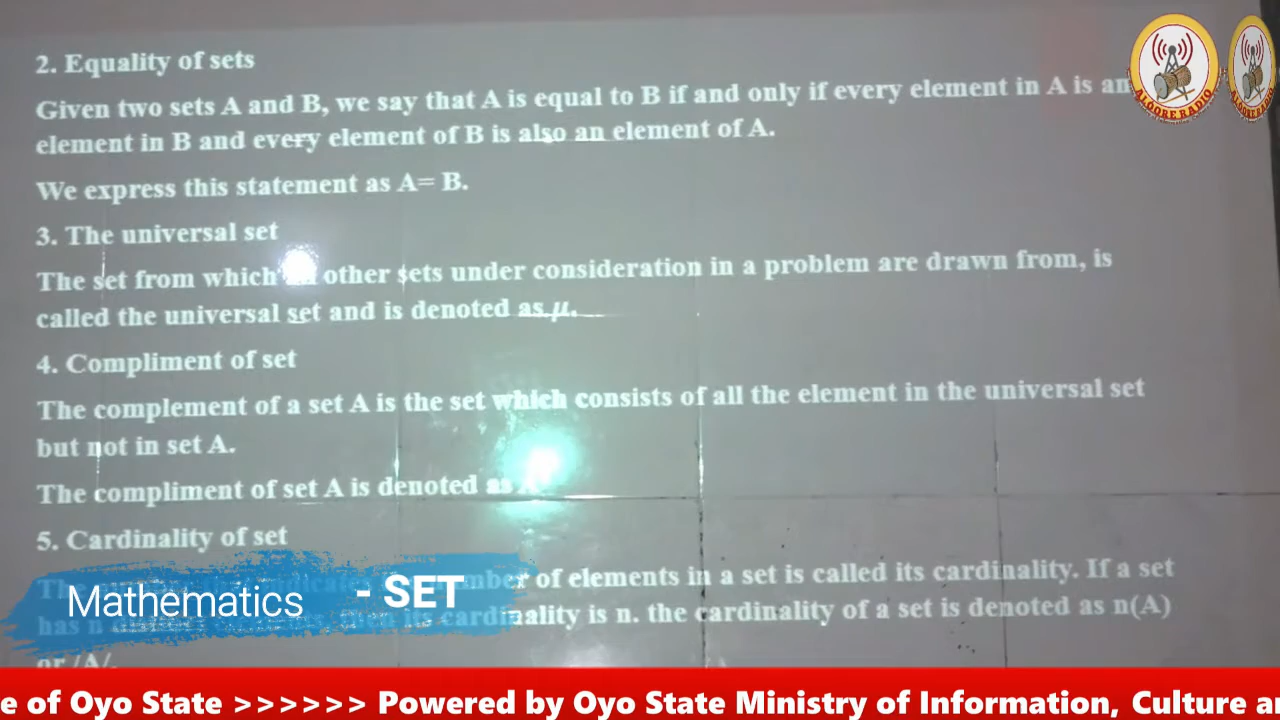 2. Equality of sets
Given two sets A and B, we say that A is equal to B if and only if every element in A is an
element in B and every element of B is also an element of A.
We express this statement as A= B.
3. The universal set
The set from which other sets under consideration in a problem are drawn from, is
called the universal set and is denoted as μ.
4. Compliment of set
The complement of a set A is the set which consists of all the element in the universal set
but not in set A.
The compliment of set A is denoted as
5. Cardinality of set
of elements in a set is called its cardinality. If a set
has n cardinality is n. the cardinality of a set is denoted as n(A)
or /A/.
Mathematics - SET
e of Oyo State >>>>>> Powered by Oyo State Ministry of Information, Culture a
ALQORE RADIO
ALQORE RADIO